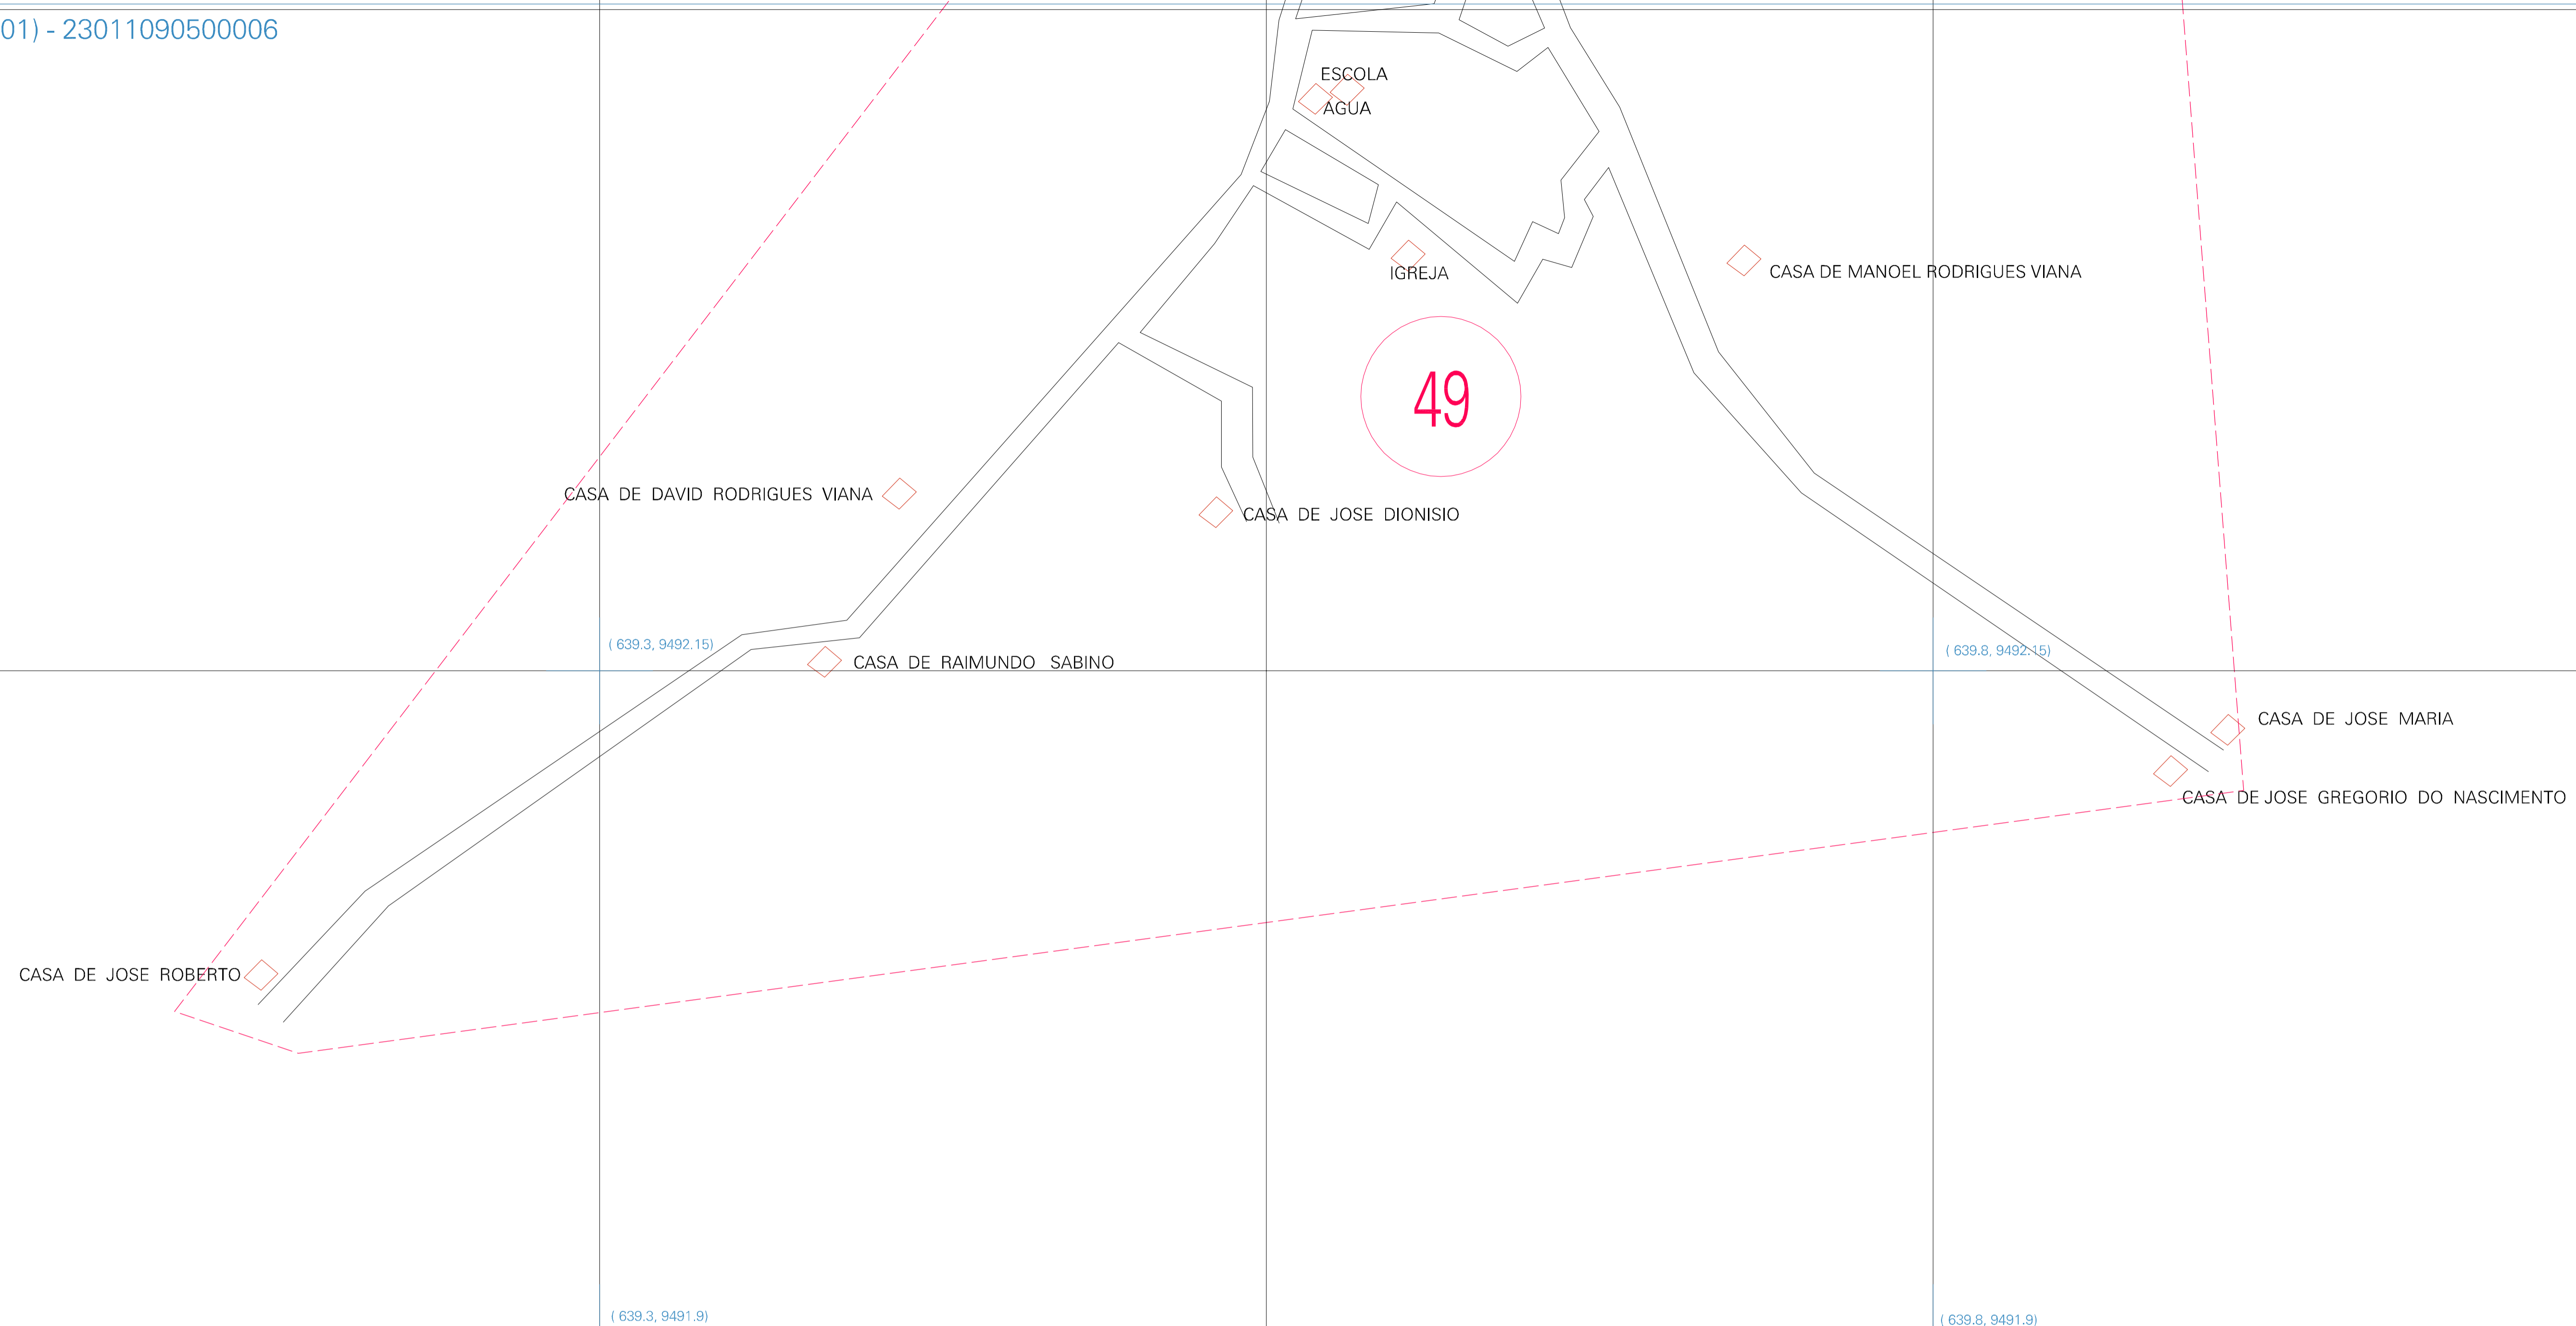 01) - 23011090500006
ESCOLA
AGUA
IGREJA
CASA DE MANOEL RODRIGUES VIANA
49
CASA DE DAVID RODRIGUES VIANA
CASA DE JOSE DIONISIO
( 639.3, 9492.15)
( 639.8, 9492.15)
CASA DE RAIMUNDO SABINO
CASA DE JOSE MARIA
CASA DE JOSE GREGORIO DO NASCIMENTO
CASA DE JOSE ROBERTO
( 639.3, 9491.9)
( 639.8, 9491.9)